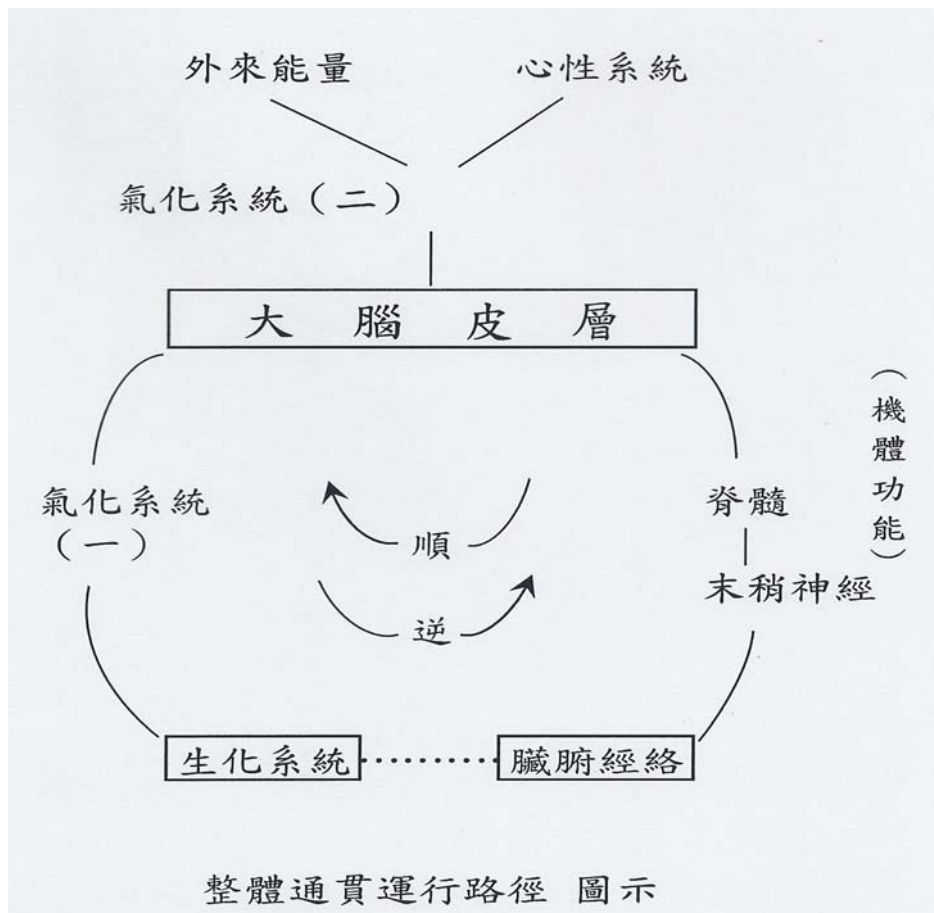 外來能量
心性系統
氣化系統（二）
大腦皮層
（機體功能）
氣化系統
（一）
順
脊髓
末稍神經
逆
生化系統
臟腑經絡
整體通貫運行路徑 圖示